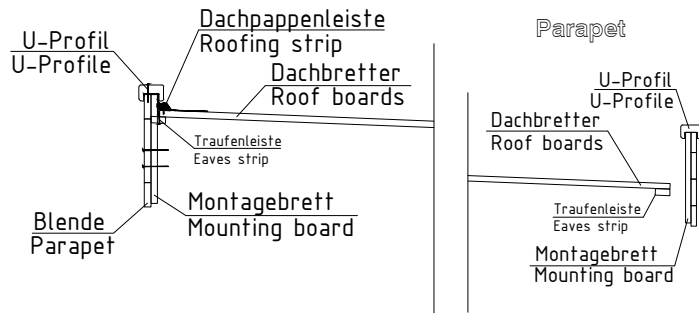 U-Profil
U-Profile
Dachpappenleiste
Roofing strip
Dachbretter
Roof boards
Traufenleiste
Eaves strip
Blende
Parapet
Montagebrett
Mounting board
Parapet
U-Profil
U-Profile
Dachbretter
Roof boards
Traufenleiste
Eaves strip
Montagebrett
Mounting board